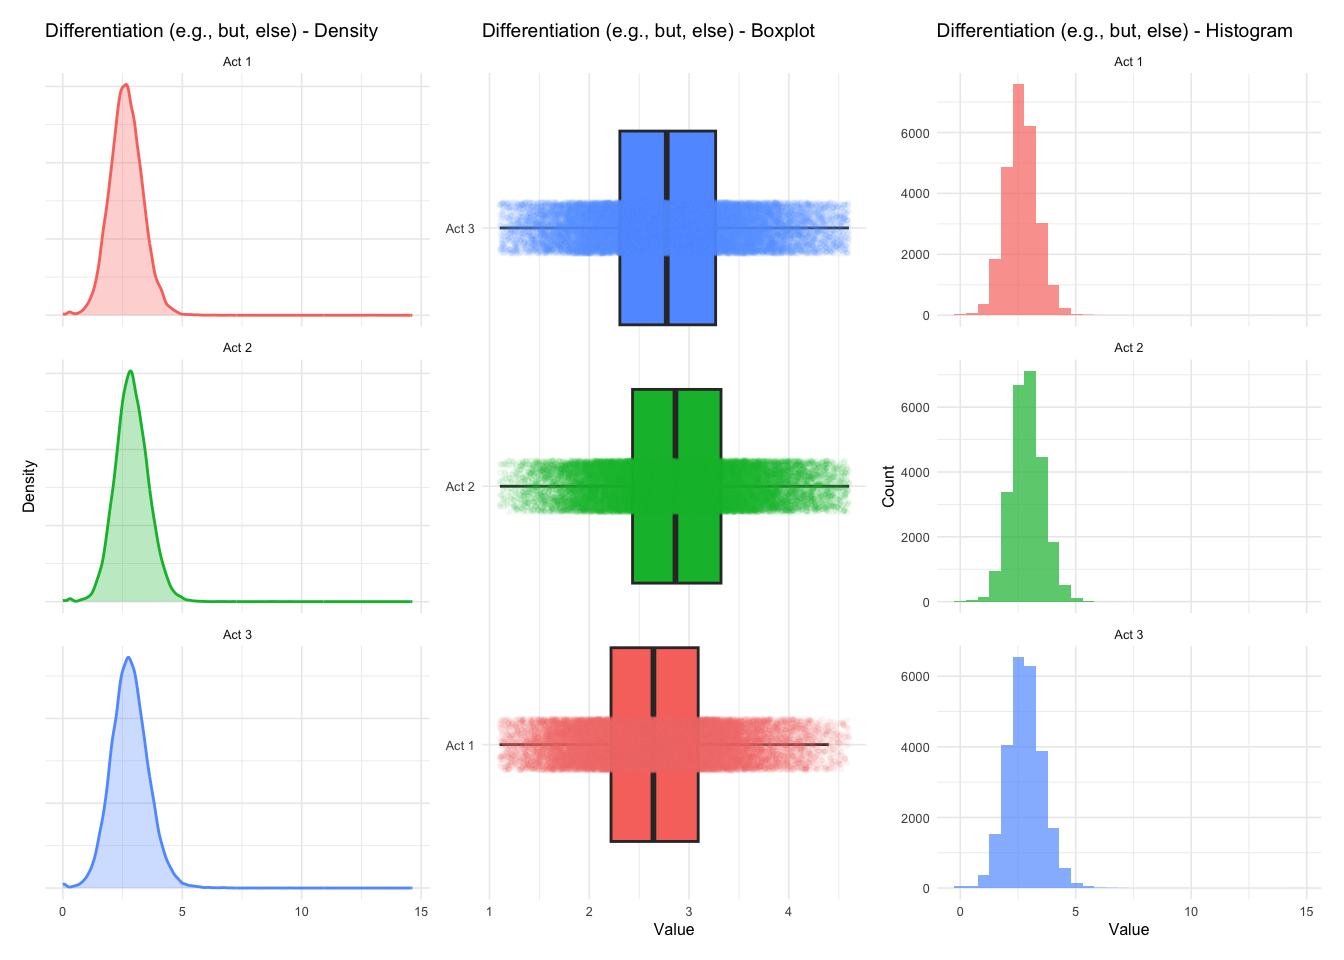 Differentiation (e.g., but, else) - Density
Act 1
Act 2
Act 3
Density
0 5 10 15
Differentiation (e.g., but, else) - Boxplot
Act 3
Act 2
Act 1
1 2 3 4
Value
Differentiation (e.g., but, else) - Histogram
Act 1
6000
4000
2000
0
Act 2
6000
4000
2000
0
Act 3
6000
4000
2000
0
Count
0 5 10 15
Value